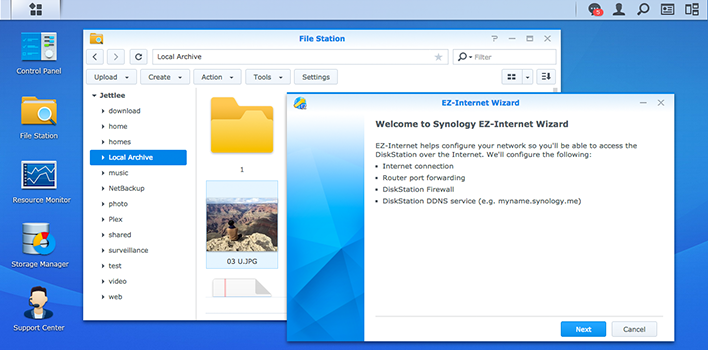 5
Control Panel
File Station
Resource Monitor
Storage Manager
Support Center
File Station
Local Archive
Filter
Upload
Create
Action
Tools
Settings
Jettlee
download
home
homes
Local Archive
music
NetBackup
photo
Plex
shared
surveillance
test
video
web
1
03 U.JPG
EZ-Internet Wizard
Welcome to Synology EZ-Internet Wizard
EZ-Internet helps configure your network so you'll be able to access the
DiskStation over the Internet. We'll configure the following:
• Internet connection
• Router port forwarding
• DiskStation Firewall
• DiskStation DDNS service (e.g. myname.synology.me)
Next
Cancel